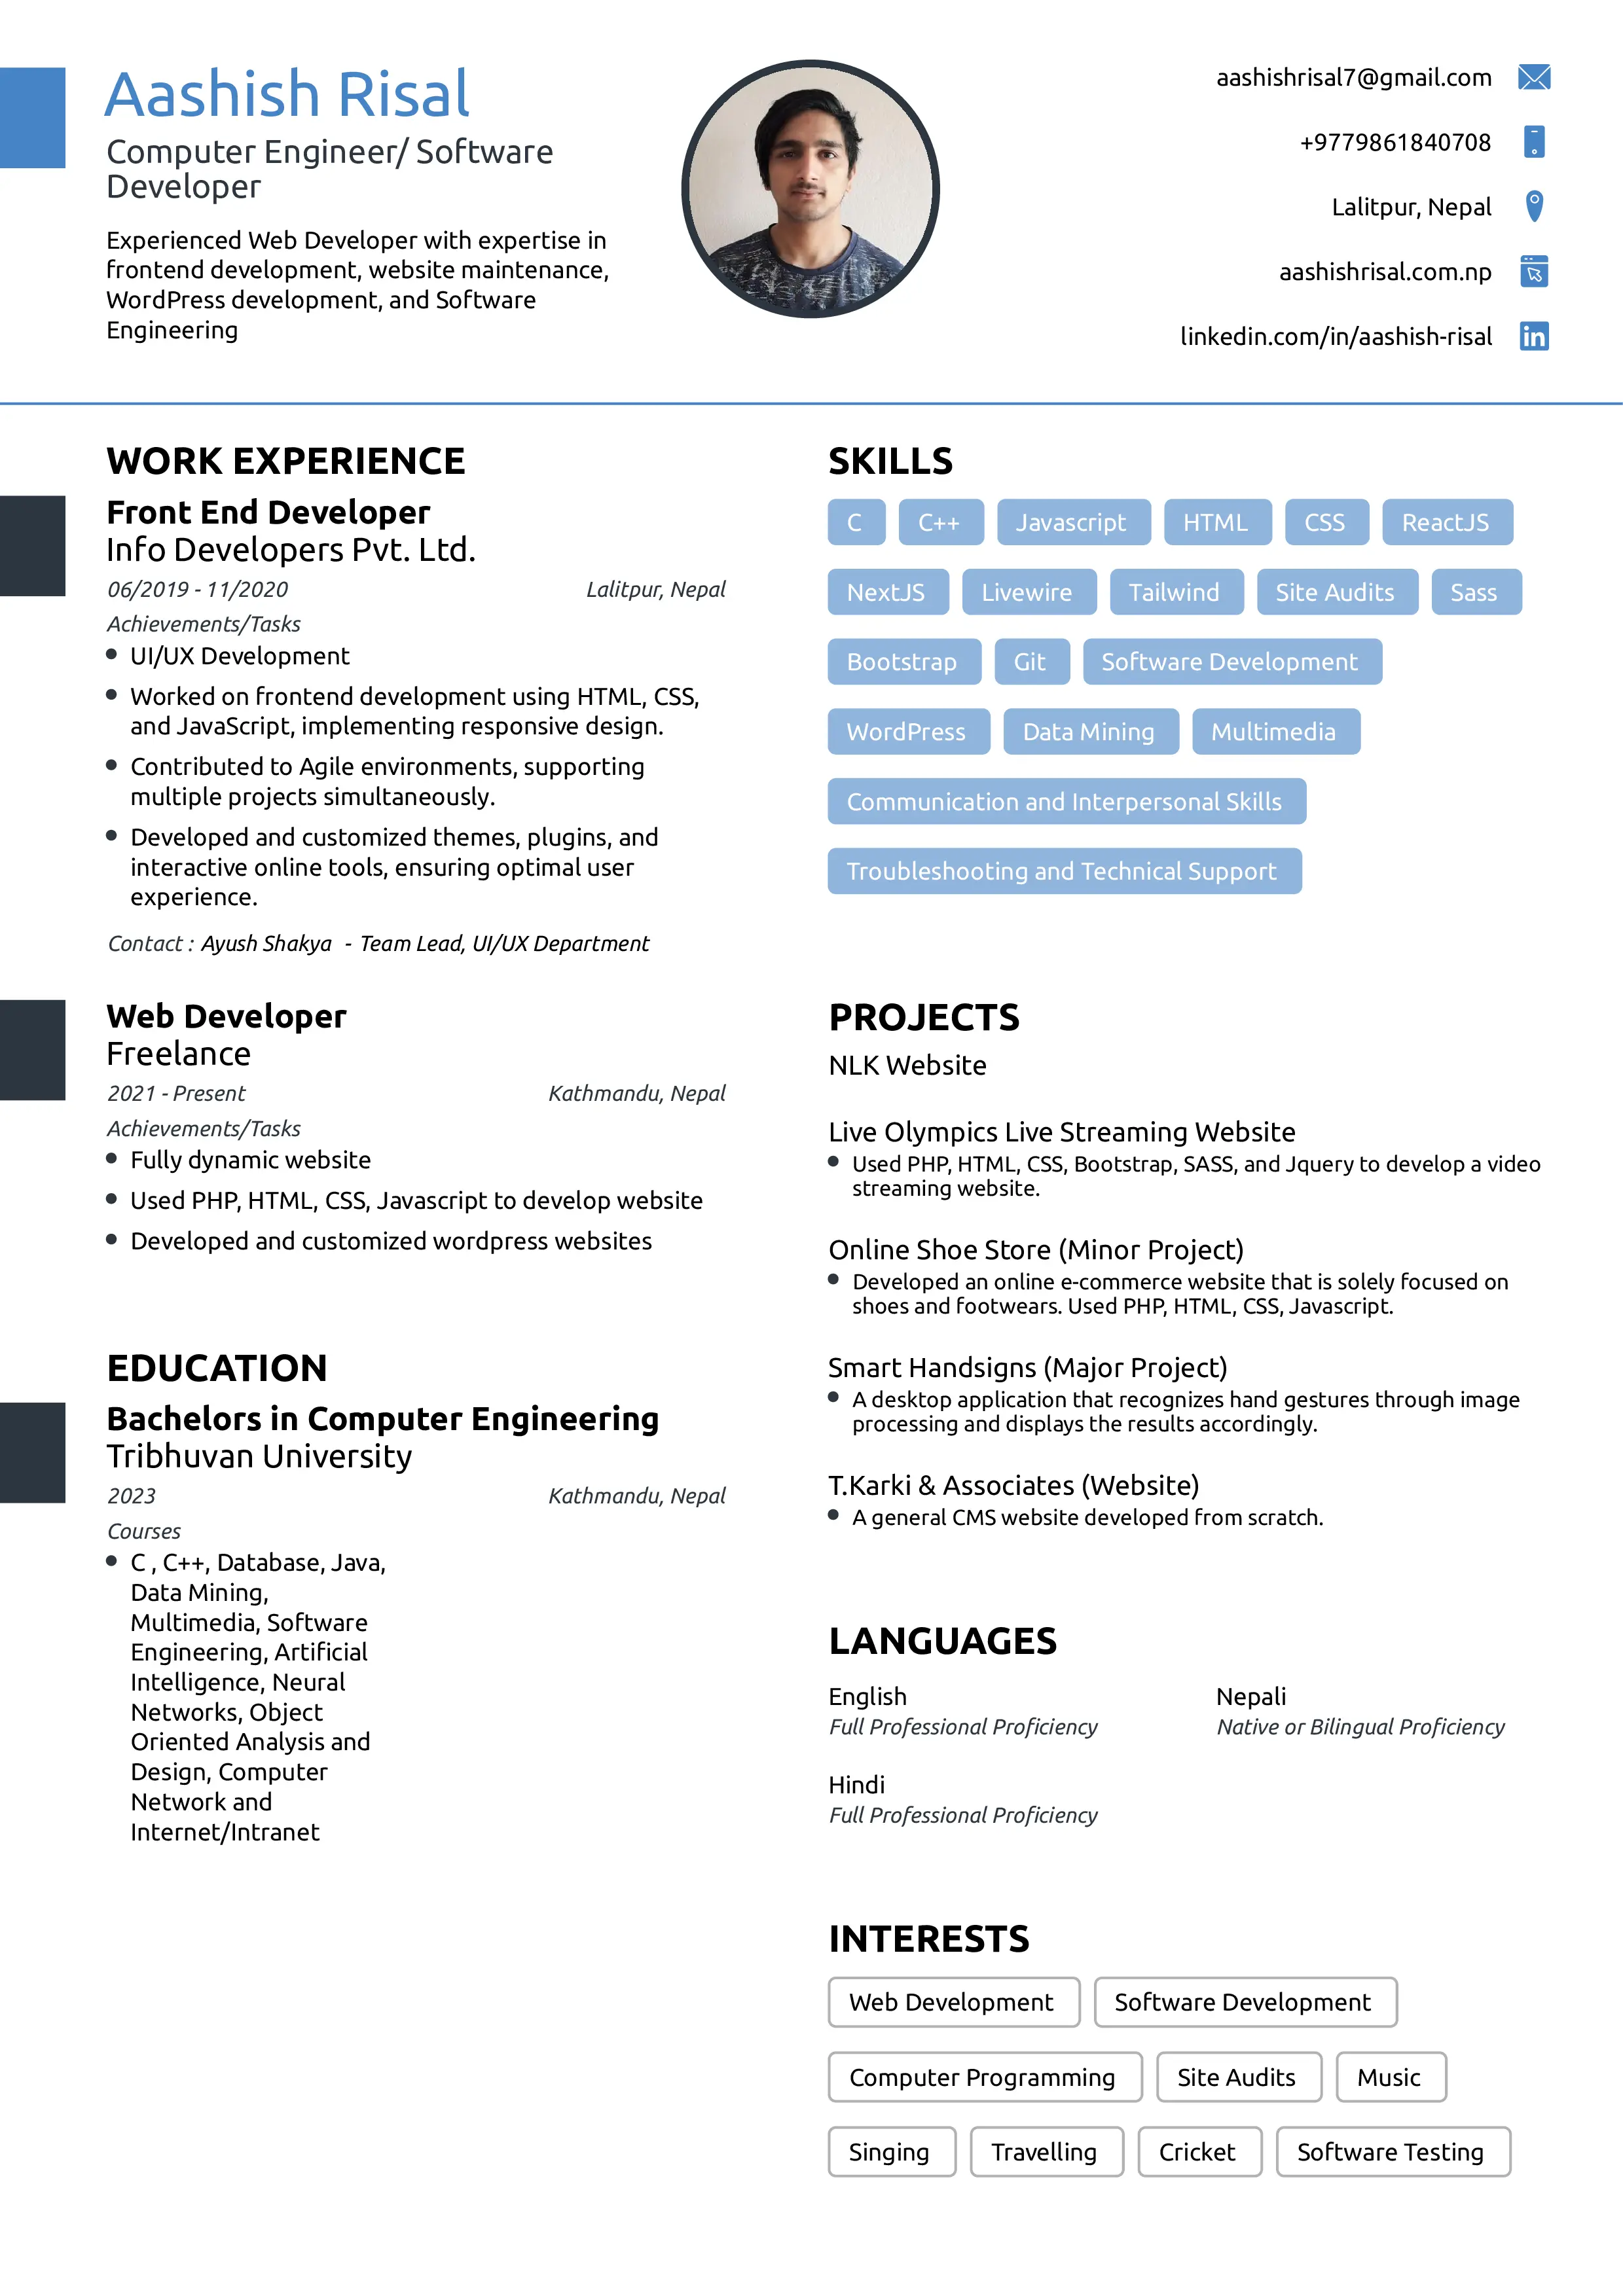 Aashish Risal
Computer Engineer/ Software
Developer
Experienced Web Developer with expertise in
frontend development, website maintenance,
WordPress development, and Software
Engineering
aashishrisal7@gmail.com
+9779861840708
Lalitpur, Nepal
aashishrisal.com.np
linkedin.com/in/aashish-risal
in
WORK EXPERIENCE
Front End Developer
Info Developers Pvt. Ltd.
06/2019 - 11/2020
Lalitpur, Nepal
Achievements/Tasks
UI/UX Development
Worked on frontend development using HTML, CSS,
and JavaScript, implementing responsive design.
Contributed to Agile environments, supporting
multiple projects simultaneously.
Developed and customized themes, plugins, and
interactive online tools, ensuring optimal user
experience.
Contact : Ayush Shakya - Team Lead, UI/UX Department
Web Developer
Freelance
2021 - Present
Kathmandu, Nepal
Achievements/Tasks
Fully dynamic website
Used PHP, HTML, CSS, Javascript to develop website
Developed and customized wordpress websites
EDUCATION
Bachelors in Computer Engineering
Tribhuvan University
2023
Kathmandu, Nepal
Courses
C , C++, Database, Java,
Data Mining,
Multimedia, Software
Engineering, Artificial
Intelligence, Neural
Networks, Object
Oriented Analysis and
Design, Computer
Network and
Internet/Intranet
SKILLS
C C++ Javascript HTML CSS ReactJS
NextJS Livewire Tailwind Site Audits Sass
Bootstrap Git Software Development
WordPress Data Mining Multimedia
Communication and Interpersonal Skills
Troubleshooting and Technical Support
PROJECTS
NLK Website
Live Olympics Live Streaming Website
Used PHP, HTML, CSS, Bootstrap, SASS, and Jquery to develop a video
streaming website.
Online Shoe Store (Minor Project)
Developed an online e-commerce website that is solely focused on
shoes and footwears. Used PHP, HTML, CSS, Javascript.
Smart Handsigns (Major Project)
A desktop application that recognizes hand gestures through image
processing and displays the results accordingly.
T.Karki & Associates (Website)
A general CMS website developed from scratch.
LANGUAGES
English
Full Professional Proficiency
Nepali
Native or Bilingual Proficiency
Hindi
Full Professional Proficiency
INTERESTS
Web Development Software Development
Computer Programming Site Audits Music
Singing Travelling Cricket Software Testing